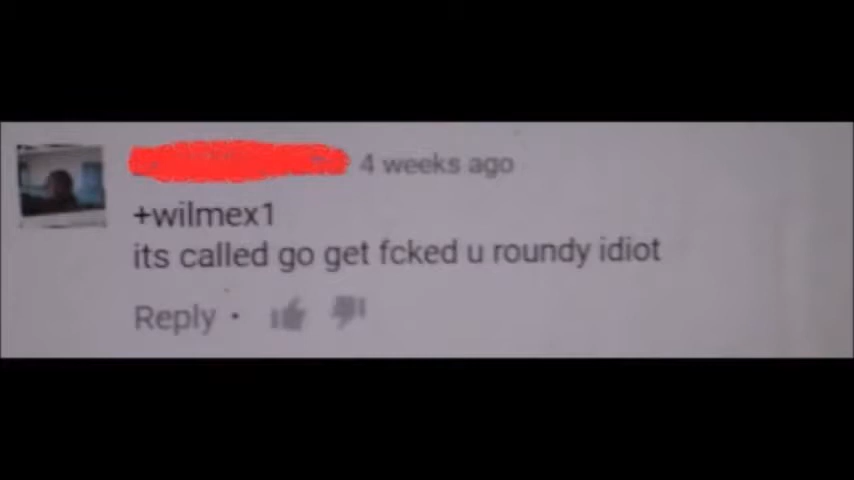 4 weeks ago
+wilmex1
its called go get fcked u roundy idiot
Reply •